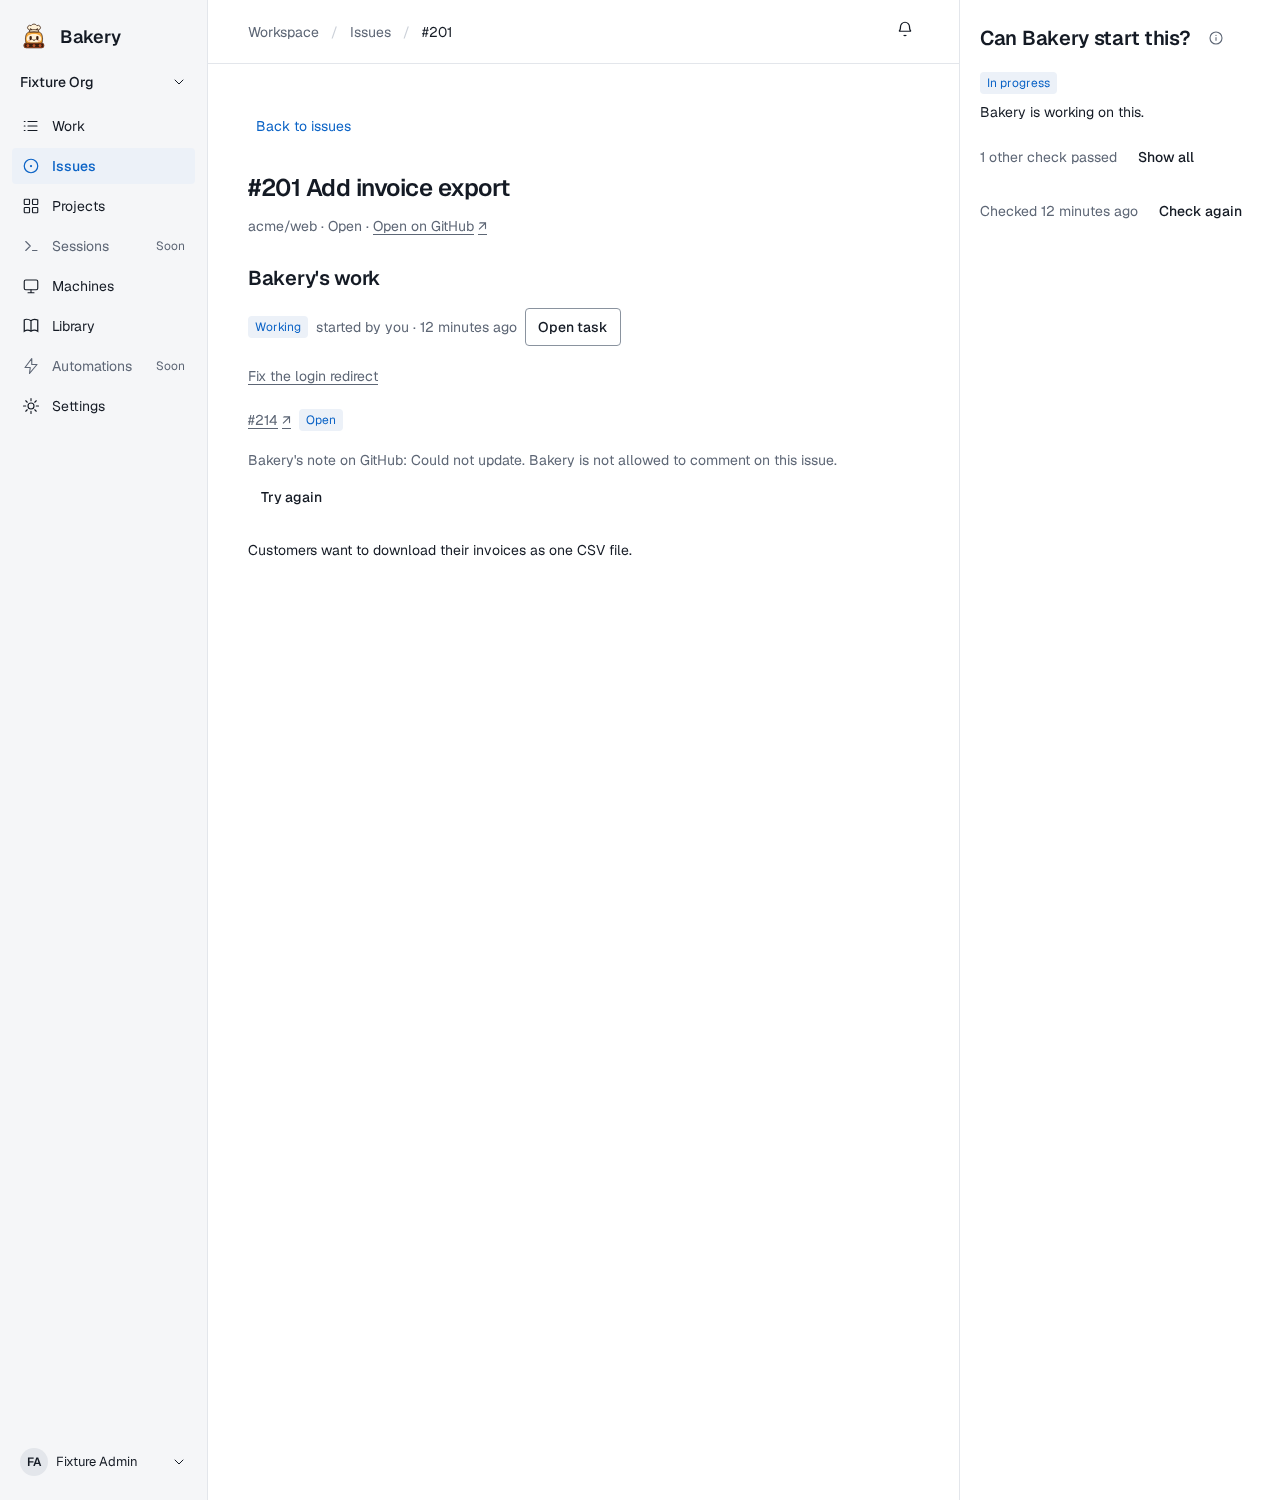 Bakery
Fixture Org
Work
Issues
Projects
Sessions Soon
Machines
Library
Automations Soon
Settings
FA Fixture Admin
Workspace / Issues / #201
Back to issues
#201 Add invoice export
acme/web · Open · Open on GitHub ↗
Bakery's work
Working started by you · 12 minutes ago Open task
Fix the login redirect
#214 ↗ Open
Bakery's note on GitHub: Could not update. Bakery is not allowed to comment on this issue.
Try again
Customers want to download their invoices as one CSV file.
Can Bakery start this?
In progress
Bakery is working on this.
1 other check passed Show all
Checked 12 minutes ago Check again